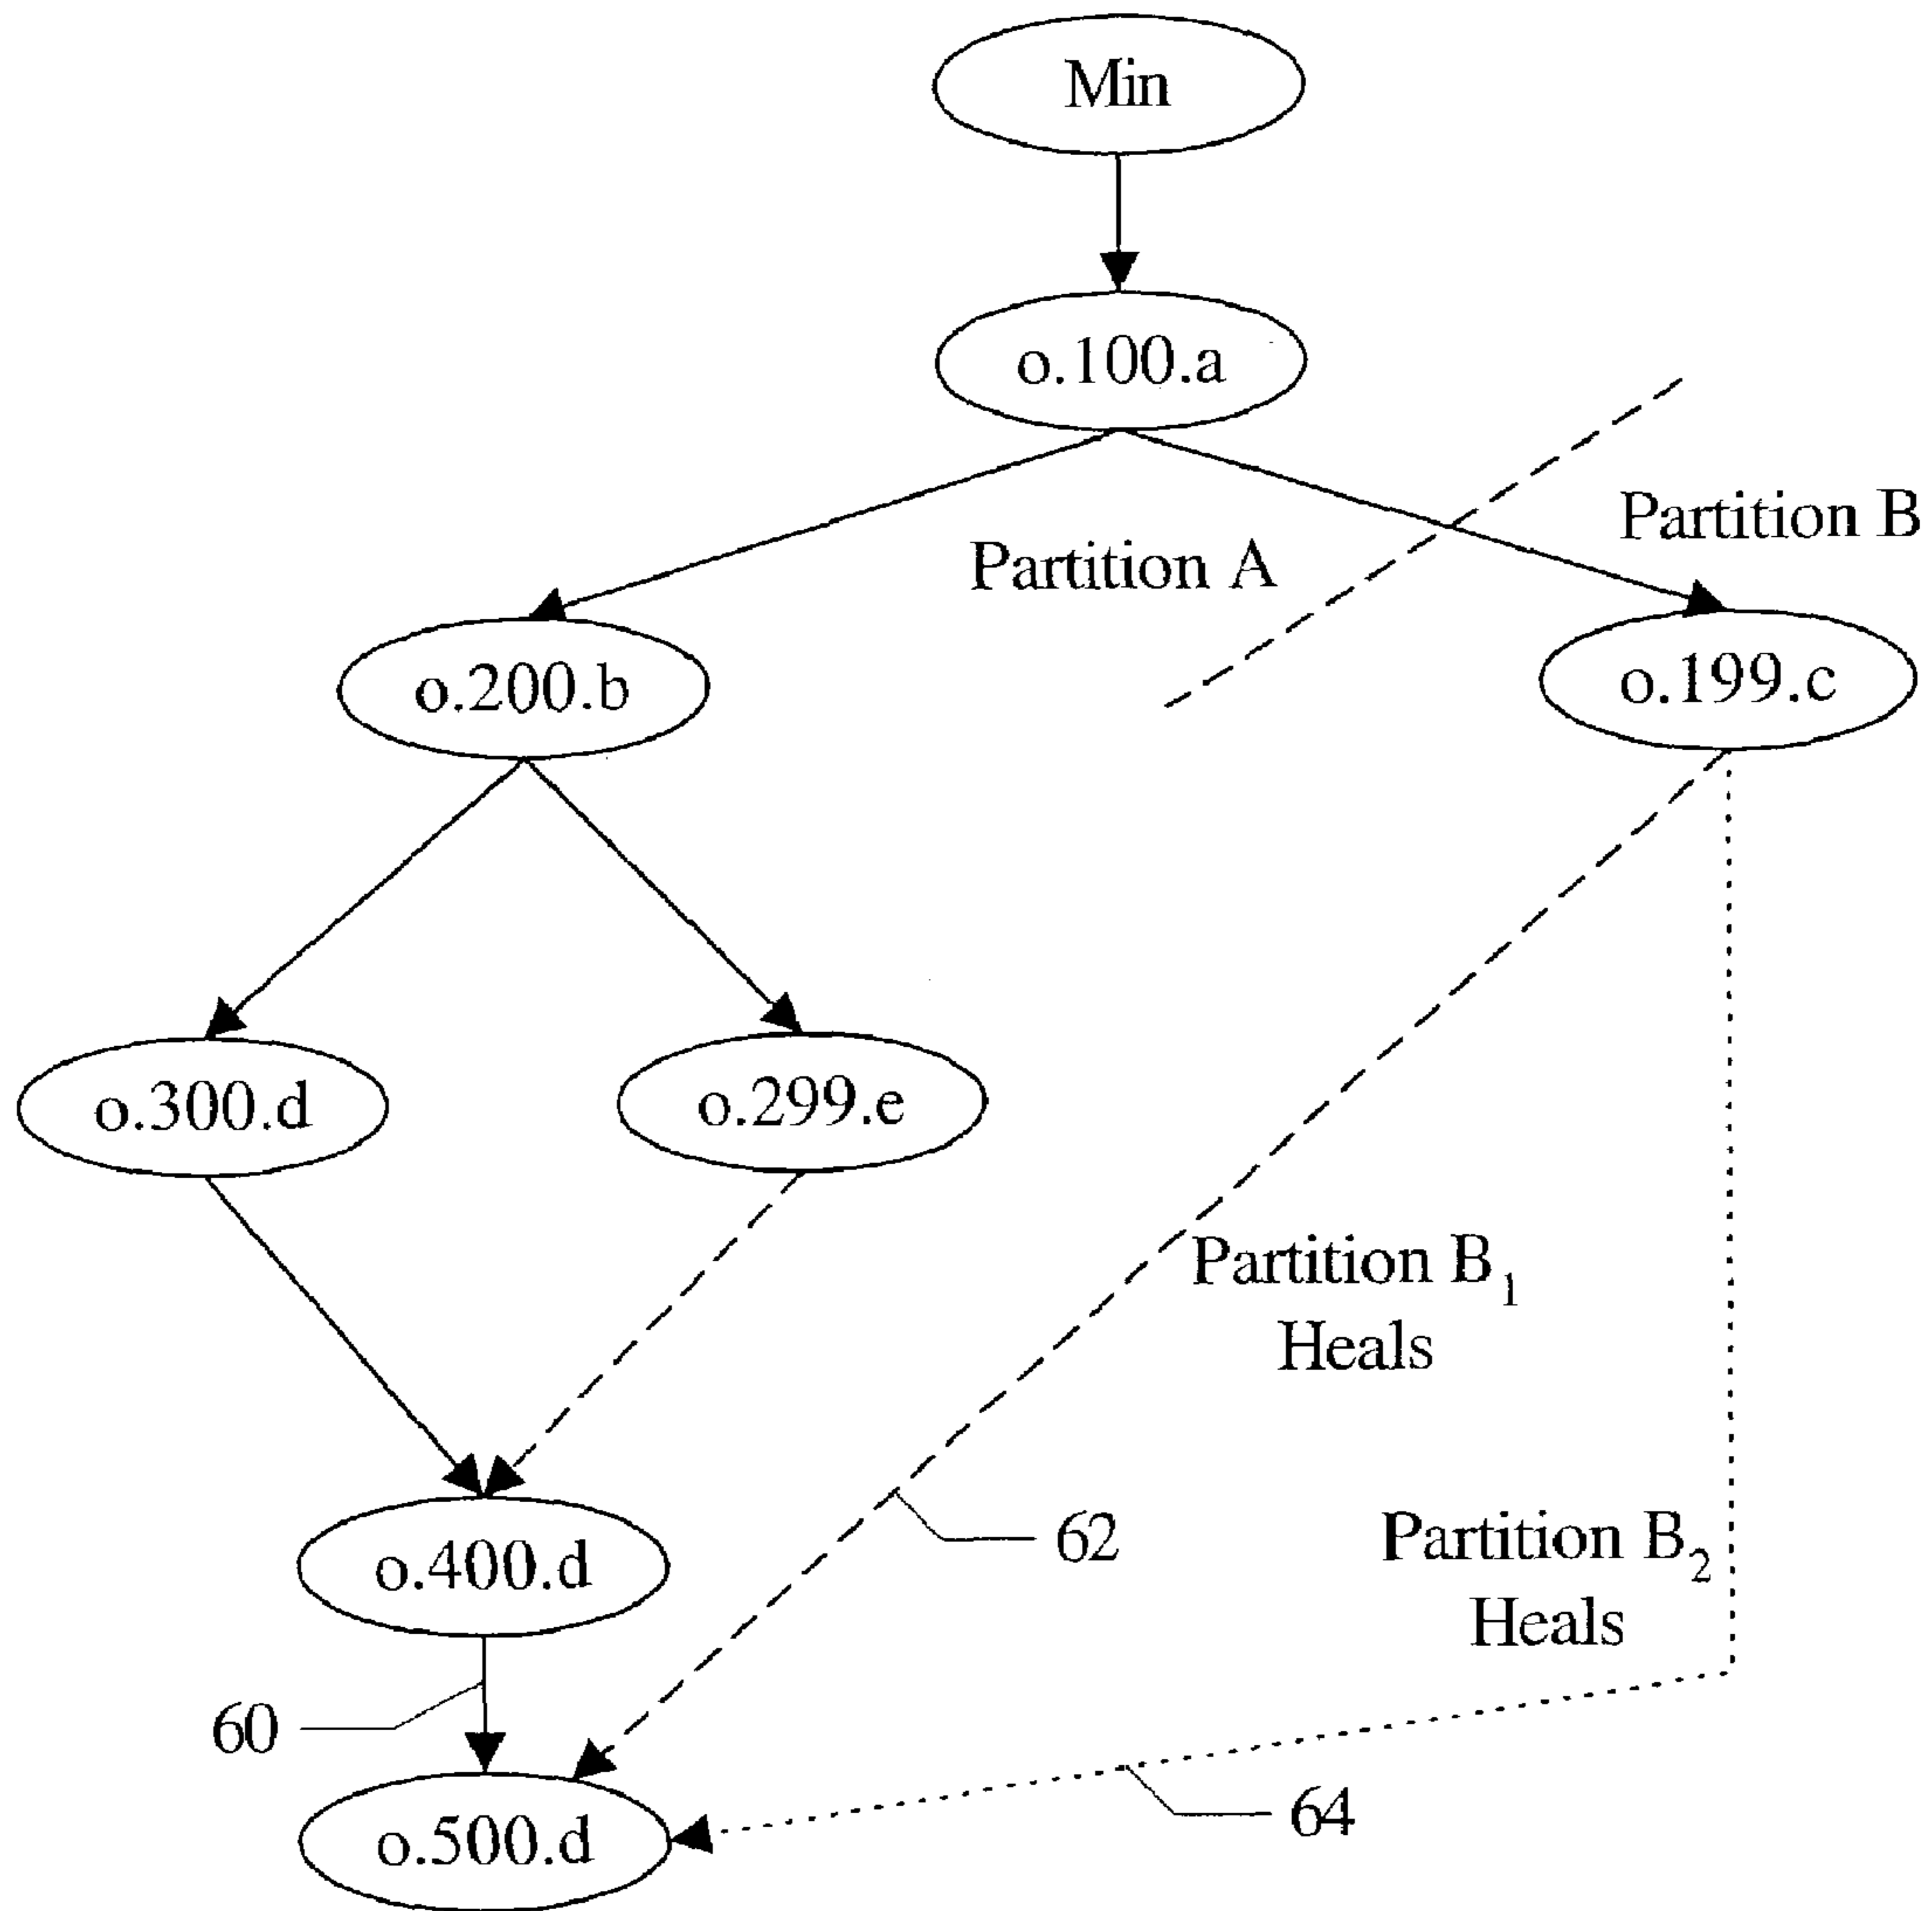 Min
o.100.a
Partition B
Partition A
o.200.b
o.199.c
o.300.d
o.299.e
Partition B1
Heals
62
Partition B2
Heals
o.400.d
60
64
o.500.d